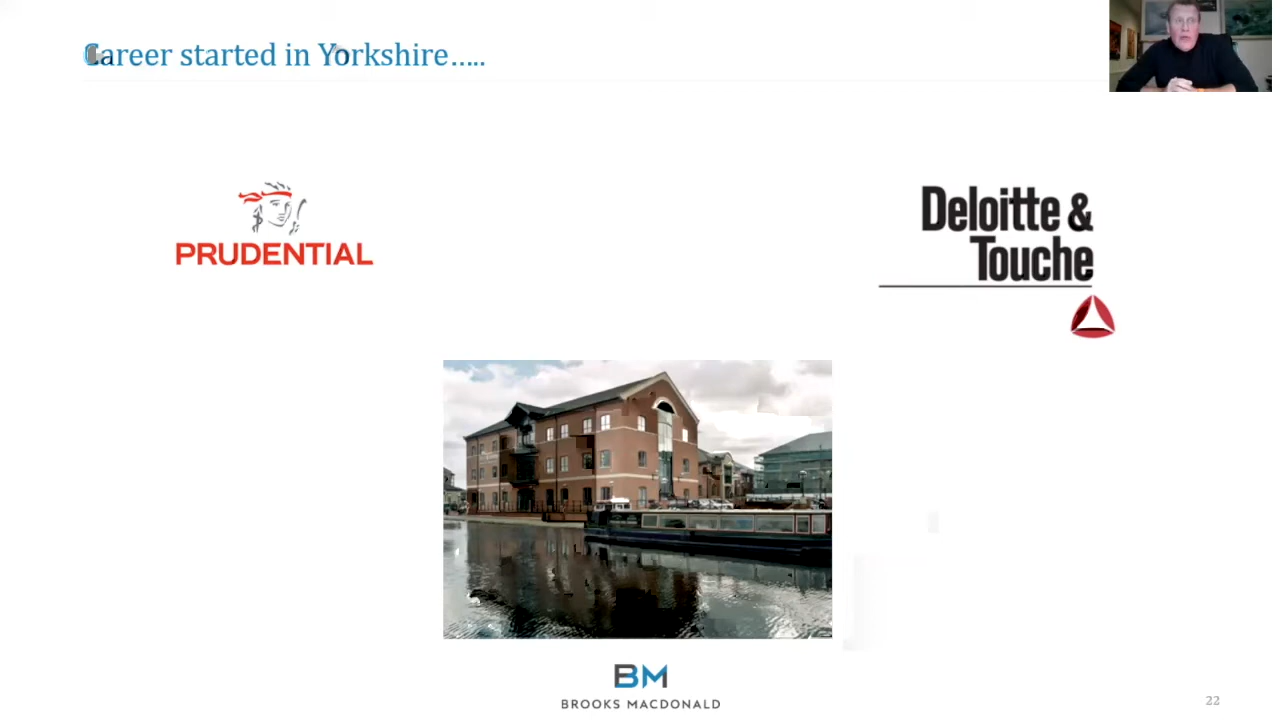 Career started in Yorkshire.....
PRUDENTIAL
Deloitte &
Touche
BM
BROOKS MACDONALD
22